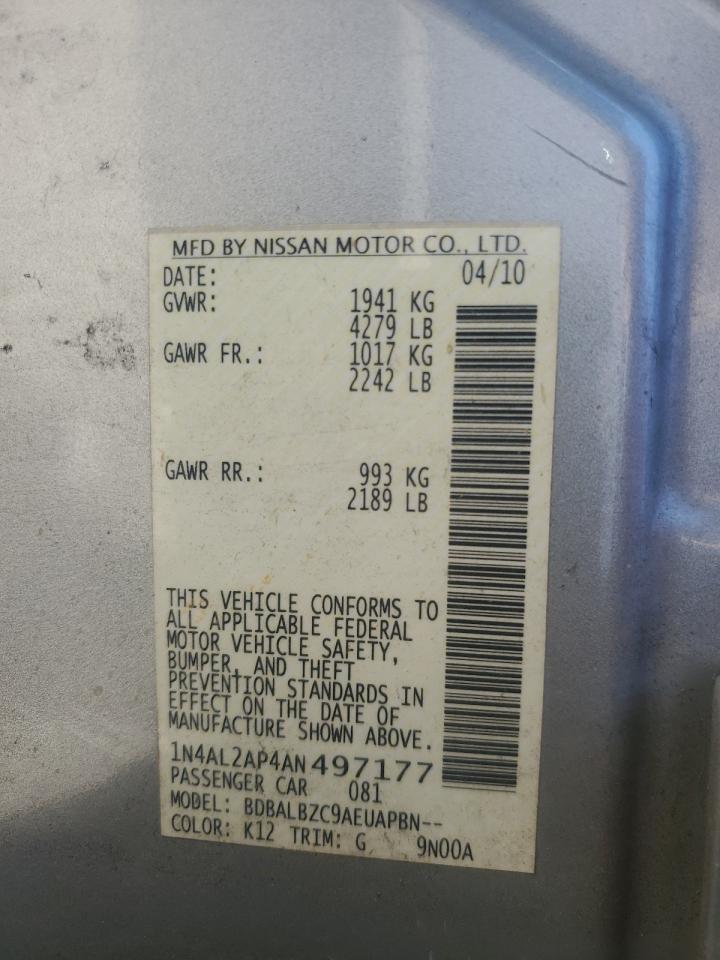 MFD BY NISSAN MOTOR CO., LTD.
DATE: 04/10
GVWR: 1941 KG
4279 LB
GAWR FR.: 1017 KG
2242 LB
GAWR RR.: 993 KG
2189 LB
THIS VEHICLE CONFORMS TO
ALL APPLICABLE FEDERAL
MOTOR VEHICLE SAFETY,
BUMPER, AND THEFT
PREVENTION STANDARDS IN
EFFECT ON THE DATE OF
MANUFACTURE SHOWN ABOVE.
1N4AL2AP4AN497177
PASSENGER CAR 081
MODEL: BDBALBZC9AEUAPBN--
COLOR: K12 TRIM: G 9N00A